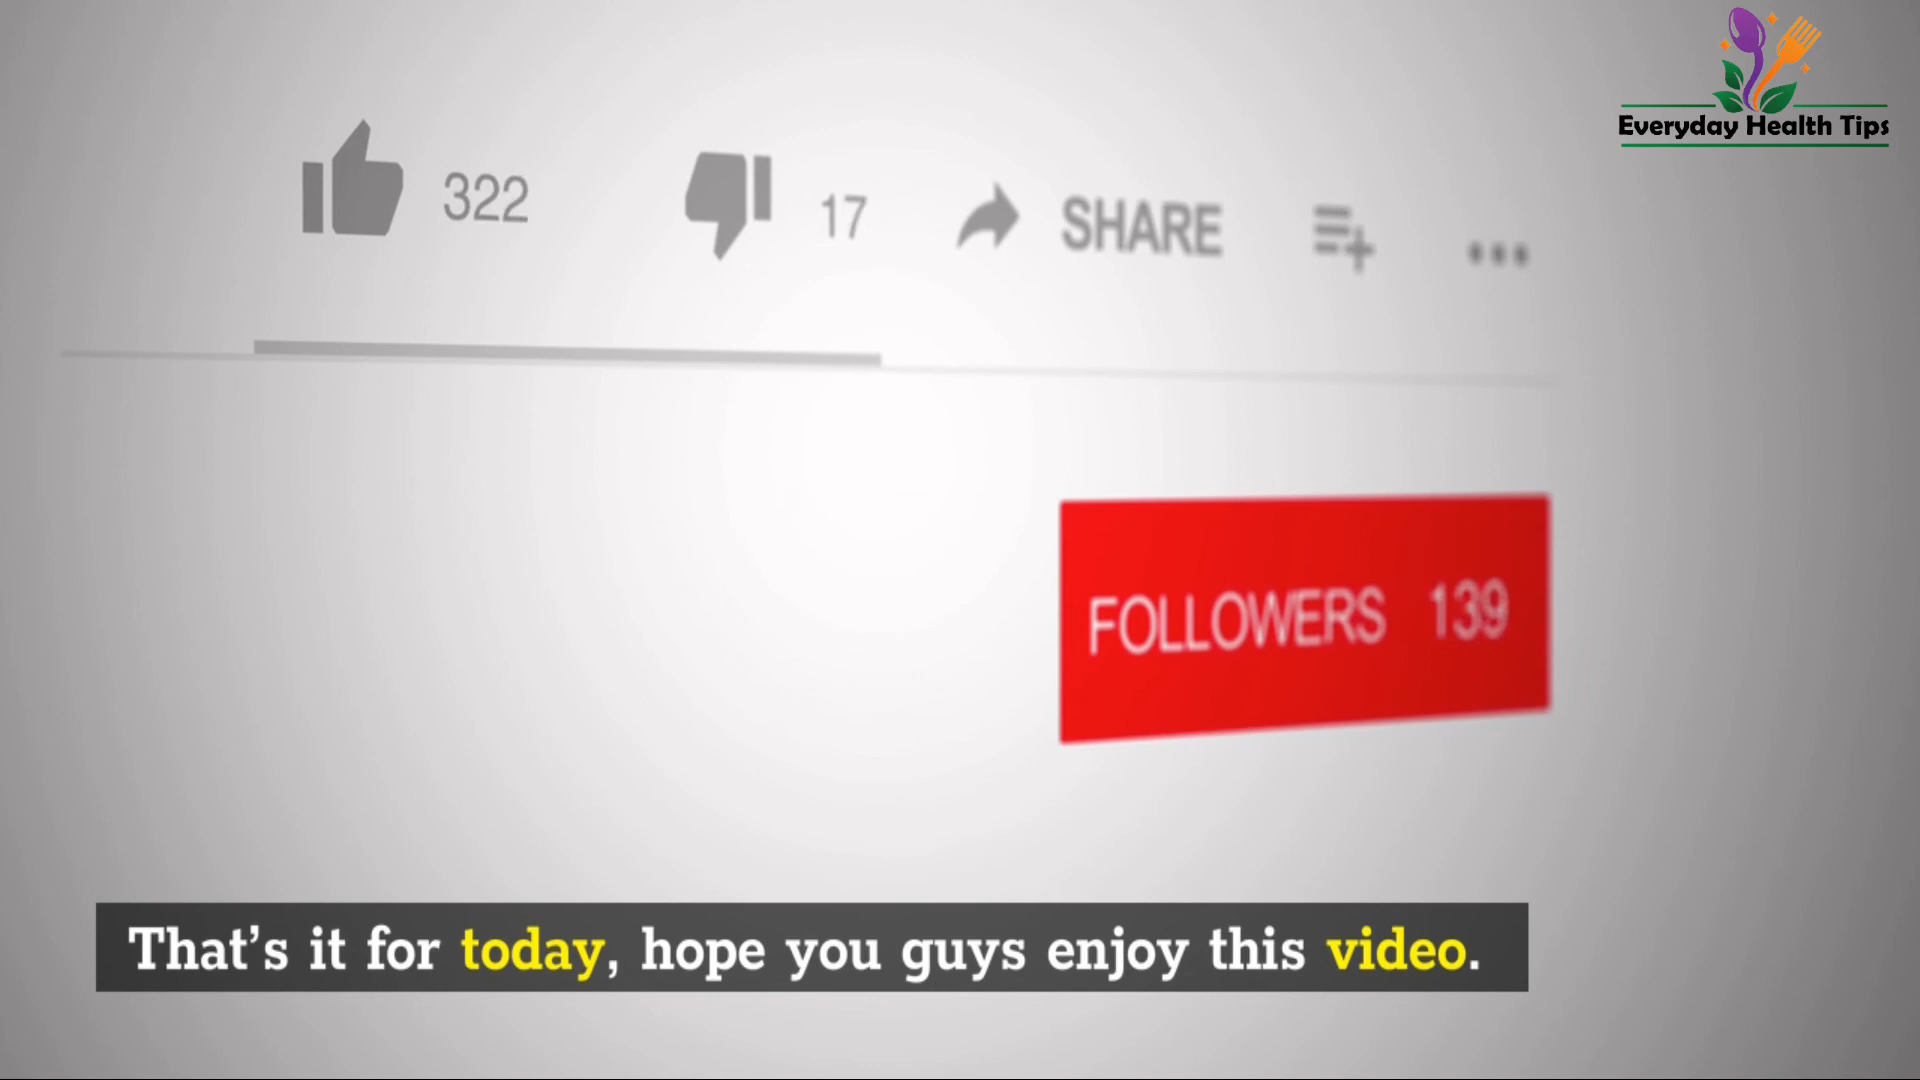 Everyday Health Tips
322 17 SHARE
FOLLOWERS 139
That's it for today, hope you guys enjoy this video.